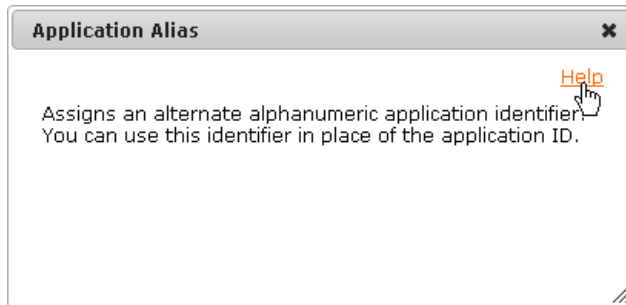 Application Alias
Help
Assigns an alternate alphanumeric application identifier.
You can use this identifier in place of the application ID.